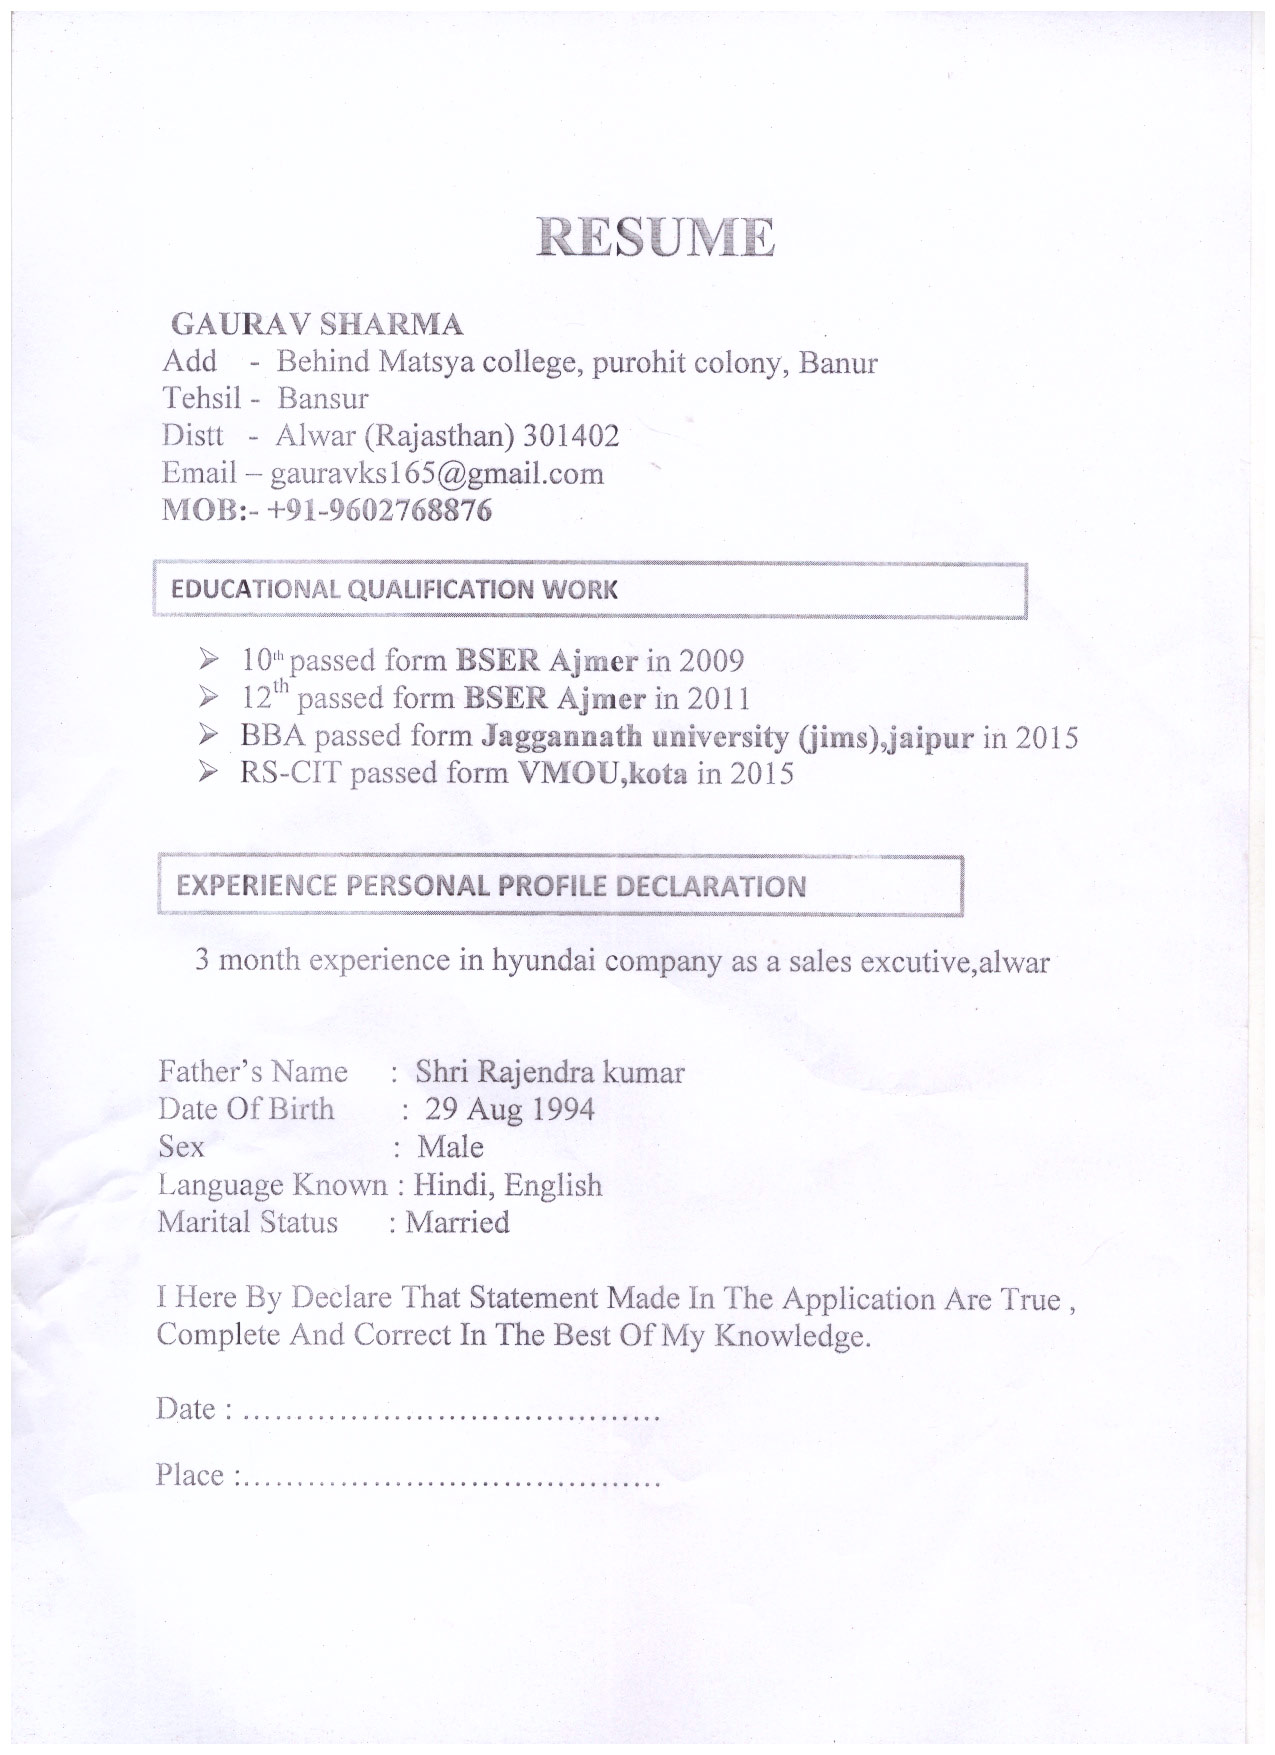 RESUME
GAURAV SHARMA
Add - Behind Matsya college, purohit colony, Banur
Tehsil - Bansur
Distt - Alwar (Rajasthan) 301402
Email – gauravks165@gmail.com
MOB:- +91-9602768876
EDUCATIONAL QUALIFICATION WORK
➢ 10th passed form BSER Ajmer in 2009
➢ 12th passed form BSER Ajmer in 2011
➢ BBA passed form Jaggannath university (jims),jaipur in 2015
➢ RS-CIT passed form VMOU,kota in 2015
EXPERIENCE PERSONAL PROFILE DECLARATION
3 month experience in hyundai company as a sales excutive,alwar
Father's Name : Shri Rajendra kumar
Date Of Birth : 29 Aug 1994
Sex : Male
Language Known : Hindi, English
Marital Status : Married
I Here By Declare That Statement Made In The Application Are True ,
Complete And Correct In The Best Of My Knowledge.
Date : ........................................
Place :........................................